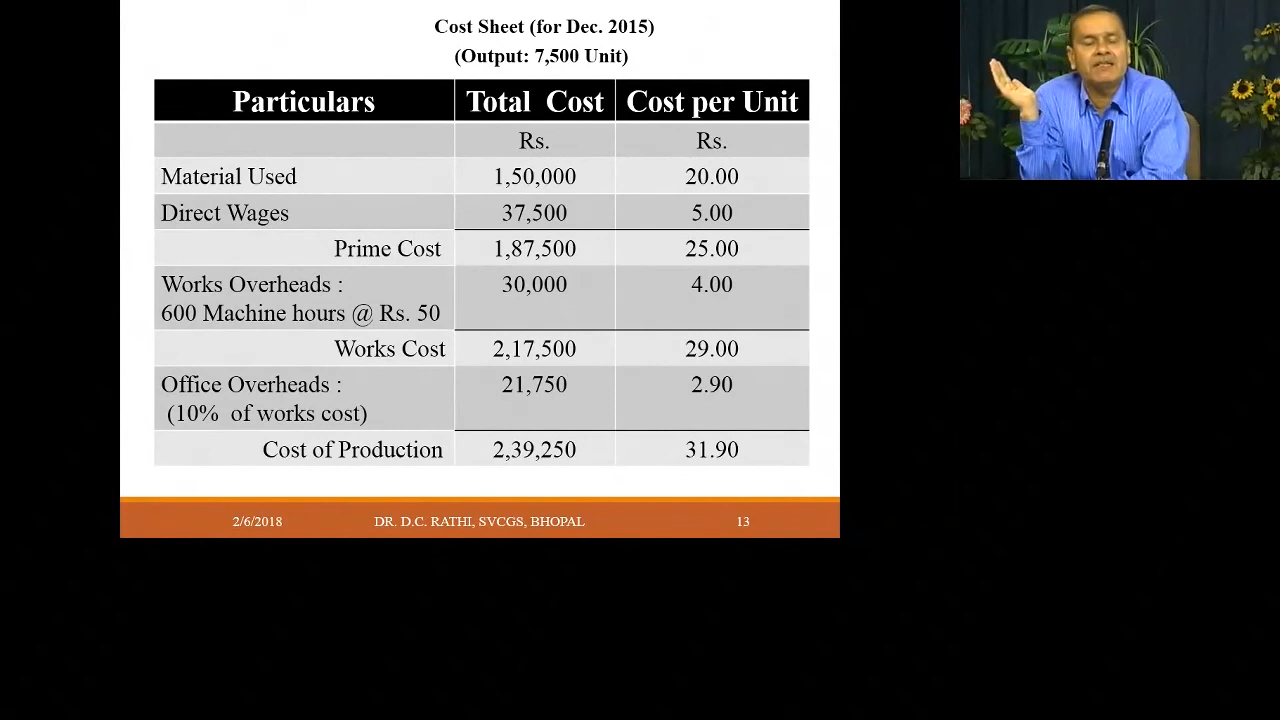 Cost Sheet (for Dec. 2015)
(Output: 7,500 Unit)
Particulars Total Cost Cost per Unit
Rs. Rs.
Material Used 1,50,000 20.00
Direct Wages 37,500 5.00
Prime Cost 1,87,500 25.00
Works Overheads : 30,000 4.00
600 Machine hours @ Rs. 50
Works Cost 2,17,500 29.00
Office Overheads : 21,750 2.90
(10% of works cost)
Cost of Production 2,39,250 31.90
2/6/2018 DR. D.C. RATHI, SVCGS, BHOPAL 13